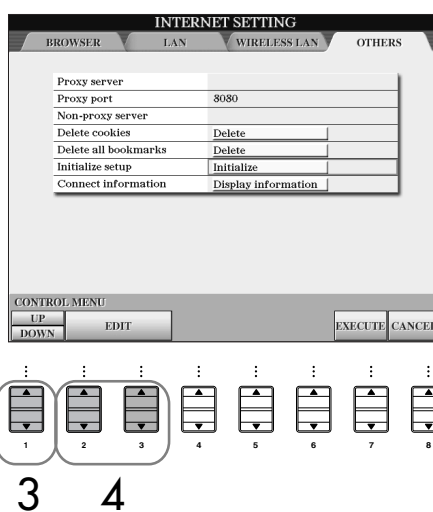 INTERNET SETTING
BROWSER LAN WIRELESS LAN OTHERS
Proxy server
Proxy port 8080
Non-proxy server
Delete cookies Delete
Delete all bookmarks Delete
Initialize setup Initialize
Connect information Display information
CONTROL MENU
UP
DOWN EDIT EXECUTE CANCEL
1 2 3 4 5 6 7 8
3 4